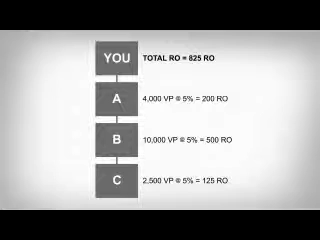 YOU TOTAL RO = 825 RO
A 4,000 VP @ 5% = 200 RO
B 10,000 VP @ 5% = 500 RO
C 2,500 VP @ 5% = 125 RO